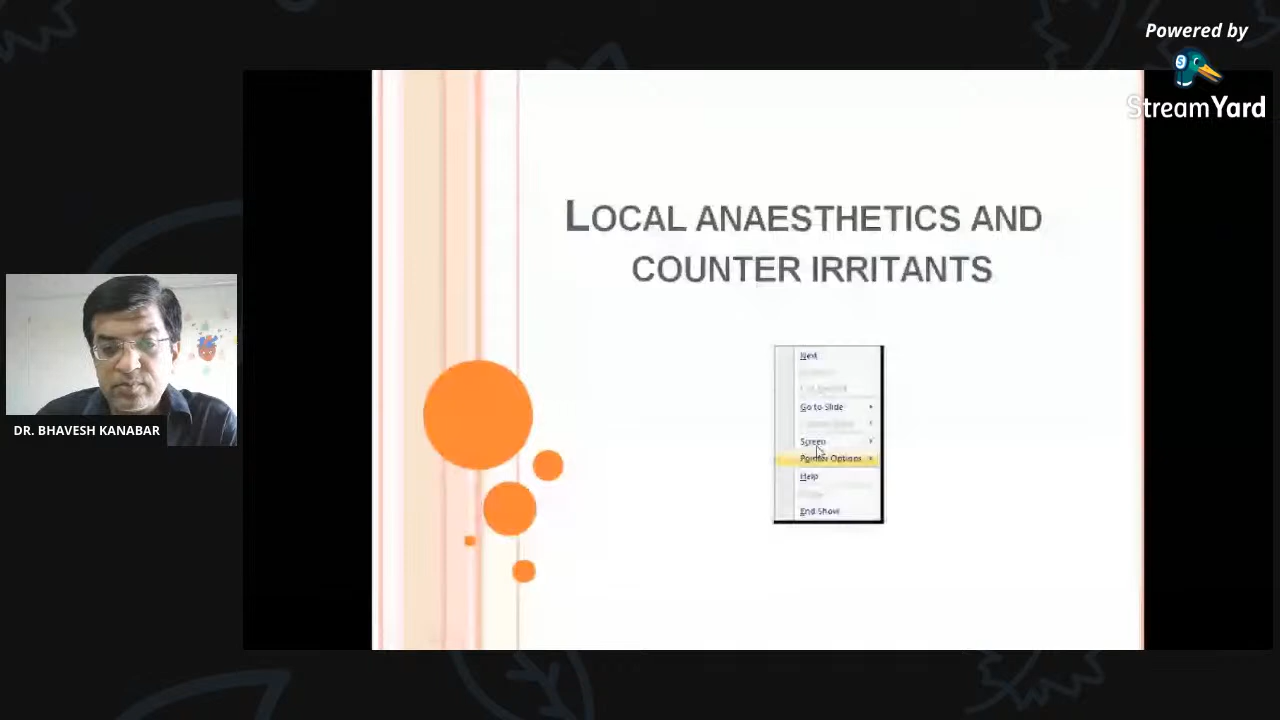 Powered by
StreamYard
LOCAL ANAESTHETICS AND
COUNTER IRRITANTS
Next
Go to Slide
Screen
Pointer Options
Help
End Show
DR. BHAVESH KANABAR